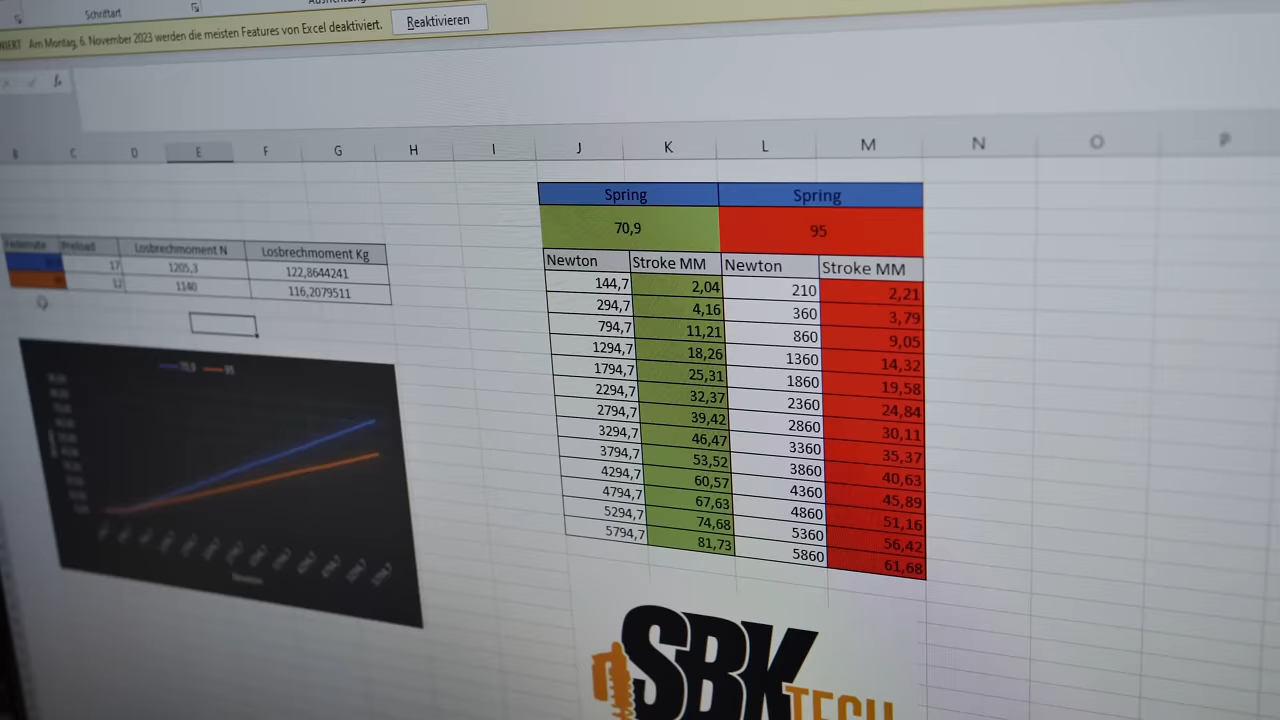 Schriftart
Am Montag, 6. November 2023 werden die meisten Features von Excel deaktiviert. Reaktivieren
fx
B C D E F G H I J K L M N O P
Spring Spring
70,9 95
Preload Losbrechmoment N Losbrechmoment Kg
17 1205,3 122,8644241
12 1140 116,2079511
Newton Stroke MM Newton Stroke MM
144,7 2,04 210 2,21
294,7 4,16 360 3,79
794,7 11,21 860 9,05
1294,7 18,26 1360 14,32
1794,7 25,31 1860 19,58
2294,7 32,37 2360 24,84
2794,7 39,42 2860 30,11
3294,7 46,47 3360 35,37
3794,7 53,52 3860 40,63
4294,7 60,57 4360 45,89
4794,7 67,63 4860 51,16
5294,7 74,68 5360 56,42
5794,7 81,73 5860 61,68
70,9 95
SBK
TECH